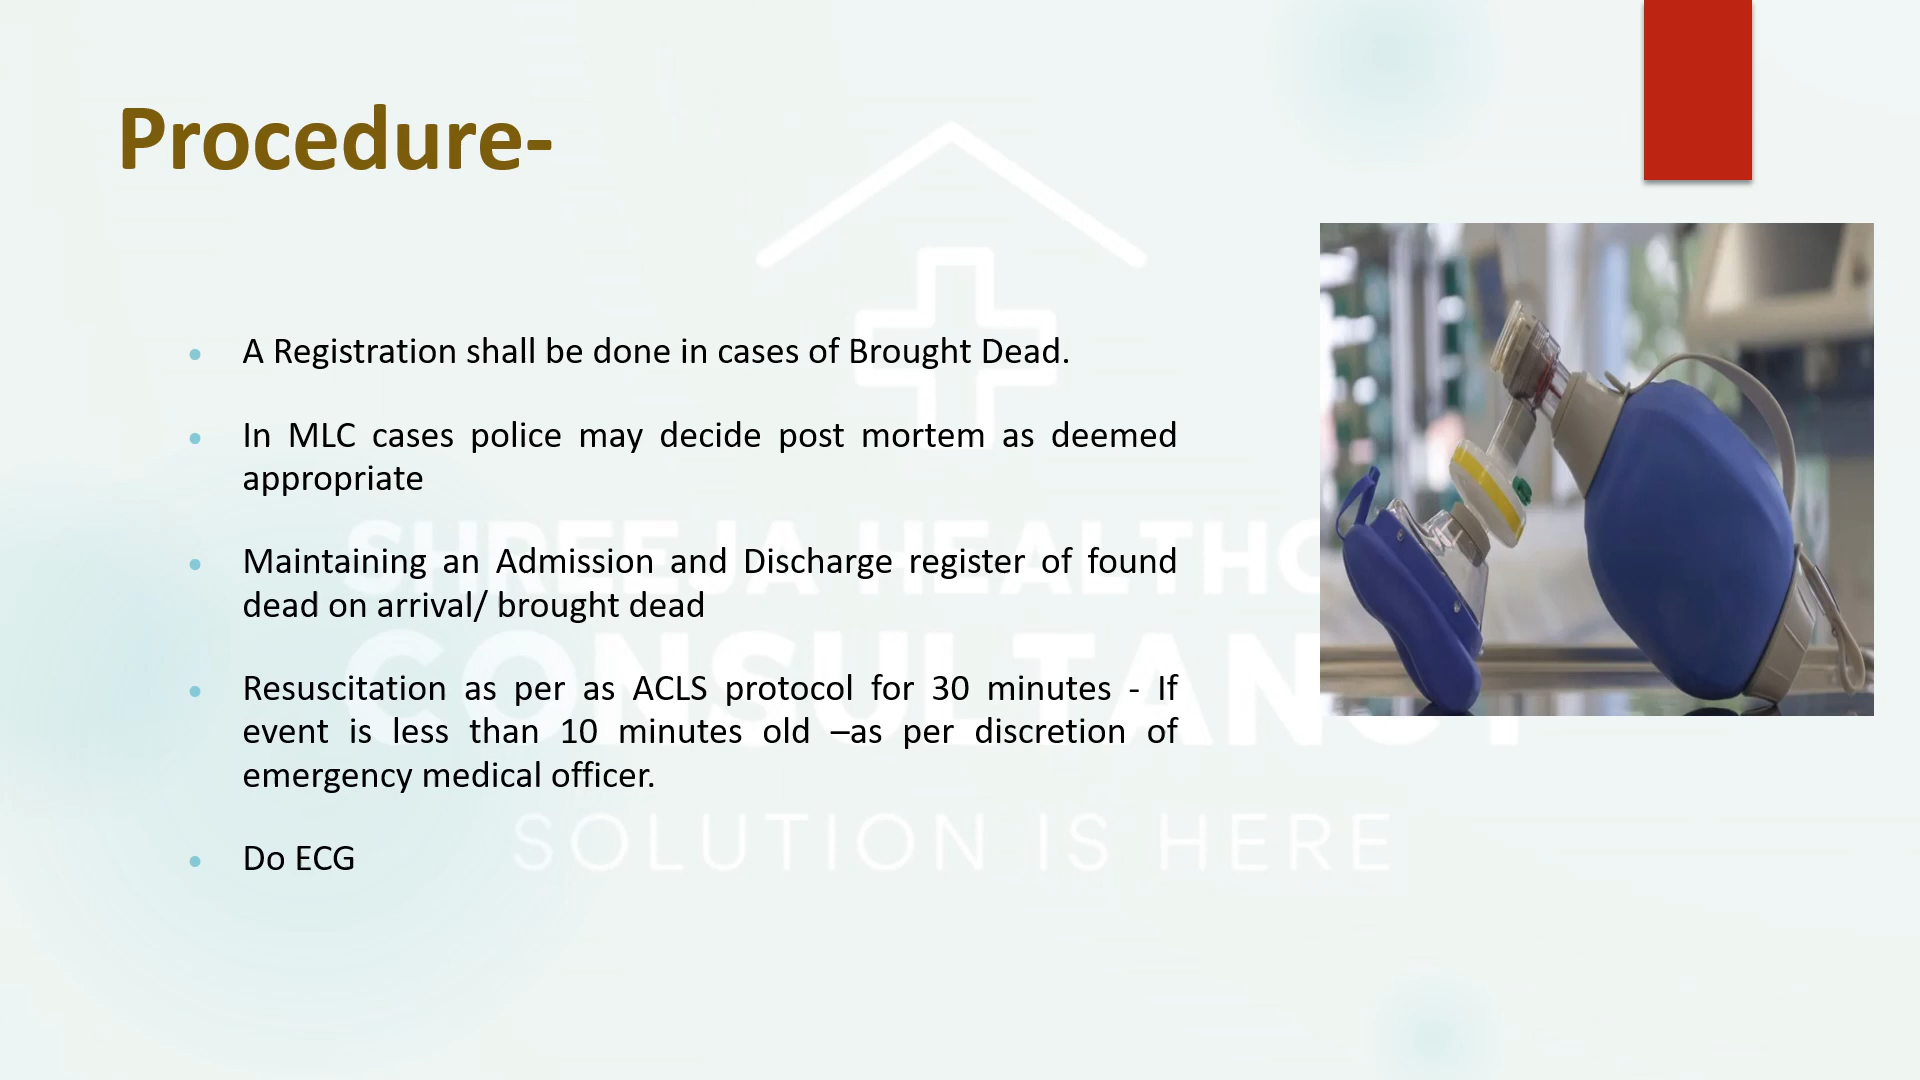 Procedure-
A Registration shall be done in cases of Brought Dead.
In MLC cases police may decide post mortem as deemed
appropriate
Maintaining an Admission and Discharge register of found
dead on arrival/ brought dead
Resuscitation as per as ACLS protocol for 30 minutes - If
event is less than 10 minutes old –as per discretion of
emergency medical officer.
Do ECG
SHREEJA HEALTHC
CONSULTANCY
SOLUTION IS HERE